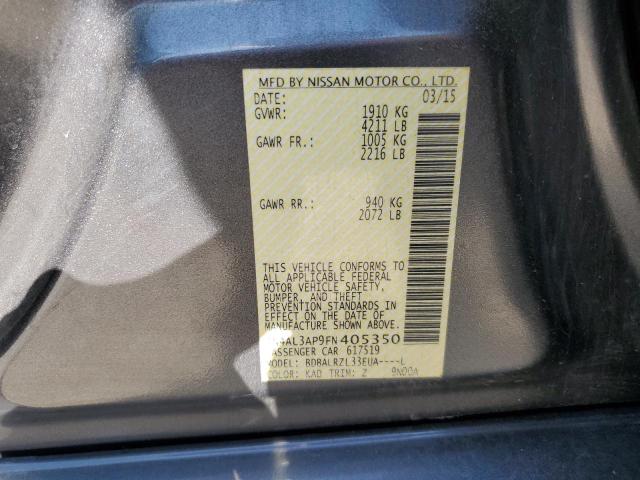 MFD BY NISSAN MOTOR CO., LTD.
DATE: 03/15
GVWR: 1910 KG
4211 LB
GAWR FR.: 1005 KG
2216 LB
GAWR RR.: 940 KG
2072 LB
THIS VEHICLE CONFORMS TO
ALL APPLICABLE FEDERAL
MOTOR VEHICLE SAFETY,
BUMPER, AND THEFT
PREVENTION STANDARDS IN
EFFECT ON THE DATE OF
MANUFACTURE SHOWN ABOVE.
AL3AP9FN405350
PASSENGER CAR 617519
MODEL: BDBALRZL33EUA----L
COLOR: KAD TRIM: Z